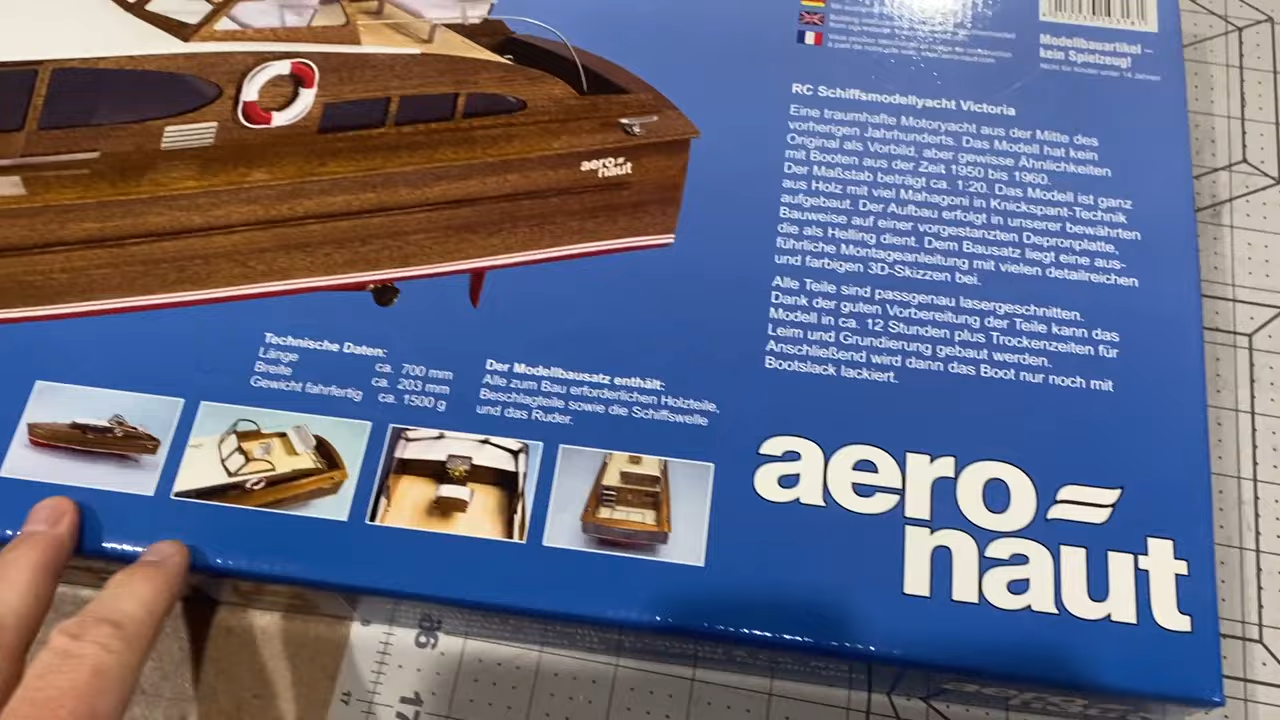 Modellbauartikel –
kein Spielzeug!
Nicht für Kinder unter 14 Jahren
RC Schiffsmodellyacht Victoria
Eine traumhafte Motoryacht aus der Mitte des
vorherigen Jahrhunderts. Das Modell hat kein
Original als Vorbild, aber gewisse Ähnlichkeiten
mit Booten aus der Zeit 1950 bis 1960.
Der Maßstab beträgt ca. 1:20. Das Modell ist ganz
aus Holz mit viel Mahagoni in Knickspant-Technik
aufgebaut. Der Aufbau erfolgt in unserer bewährten
Bauweise auf einer vorgestanzten Depronplatte,
die als Helling dient. Dem Bausatz liegt eine aus-
führliche Montageanleitung mit vielen detailreichen
und farbigen 3D-Skizzen bei.
Alle Teile sind passgenau lasergeschnitten.
Dank der guten Vorbereitung der Teile kann das
Modell in ca. 12 Stunden plus Trockenzeiten für
Leim und Grundierung gebaut werden.
Anschließend wird dann das Boot nur noch mit
Bootslack lackiert.
aero
naut
Technische Daten:
Länge ca. 700 mm
Breite ca. 203 mm
Gewicht fahrfertig ca. 1500 g
Der Modellbausatz enthält:
Alle zum Bau erforderlichen Holzteile,
Beschlagteile sowie die Schiffswelle
und das Ruder.
aero
naut
17